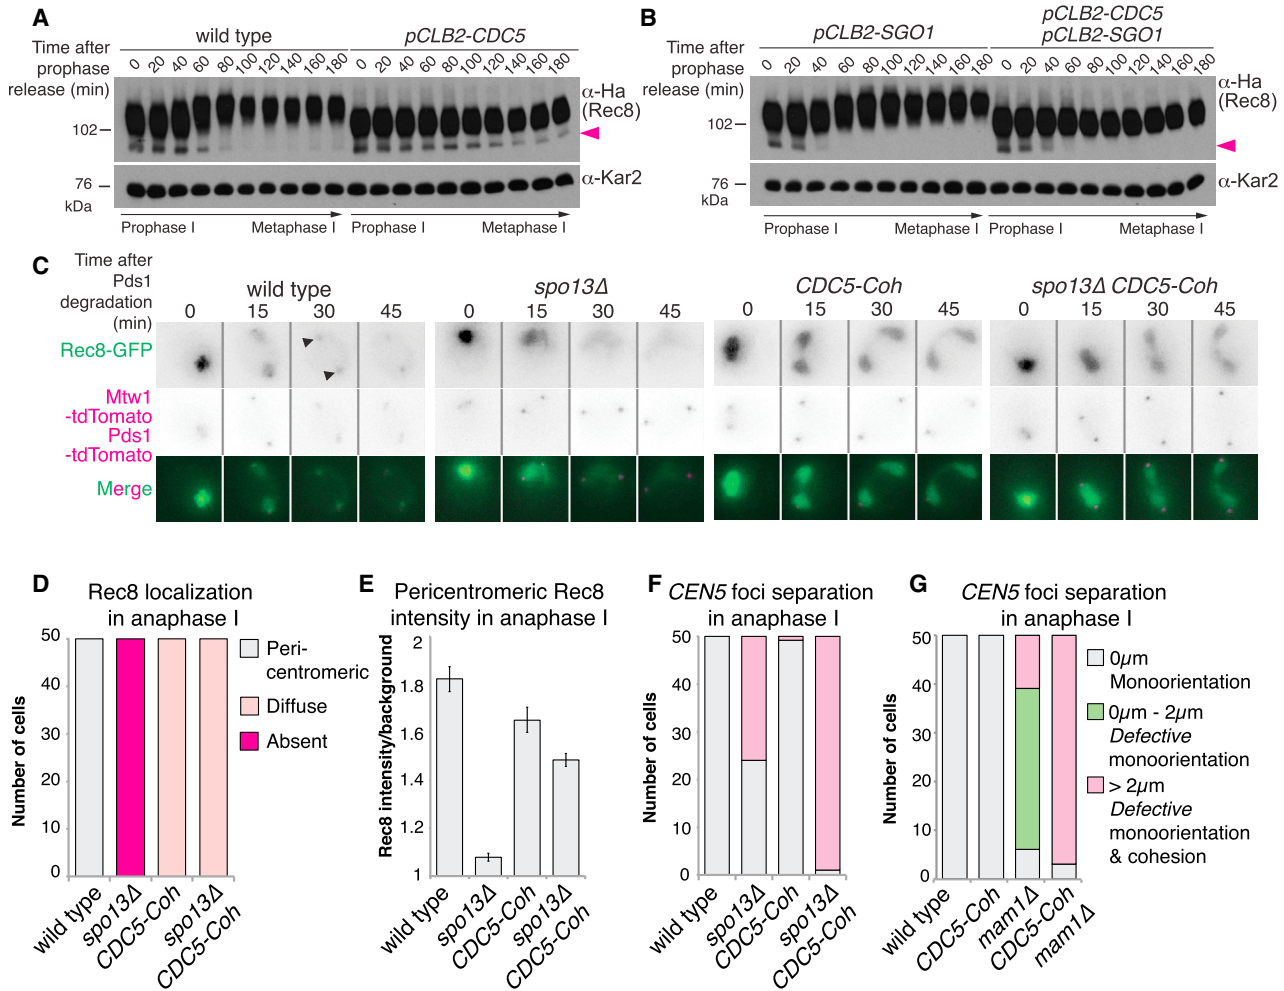 A
wild type
pCLB2-CDC5
Time after
prophase
release (min)
0 20 40 60 80 100 120 140 160 180 0 20 40 60 80 100 120 140 160 180
α-Ha
(Rec8)
102
α-Kar2
76
kDa
Prophase I
Metaphase I
Prophase I
Metaphase I
B
pCLB2-SGO1
pCLB2-CDC5
pCLB2-SGO1
Time after
prophase
release (min)
0 20 40 60 80 100 120 140 160 180 0 20 40 60 80 100 120 140 160 180
α-Ha
(Rec8)
102
α-Kar2
76
kDa
Prophase I
Metaphase I
Prophase I
Metaphase I
C
Time after
Pds1
degradation
(min)
wild type
spo13Δ
CDC5-Coh
spo13Δ CDC5-Coh
0 15 30 45 0 15 30 45 0 15 30 45 0 15 30 45
Rec8-GFP
Mtw1
-tdTomato
Pds1
-tdTomato
Merge
D
Rec8 localization
in anaphase I
Number of cells
50
40
30
20
10
0
Peri-
centromeric
Diffuse
Absent
wild type
spo13Δ
CDC5-Coh
spo13Δ
CDC5-Coh
E
Pericentromeric Rec8
intensity in anaphase I
Rec8 intensity/background
2
1.8
1.6
1.4
1.2
1
wild type
spo13Δ
CDC5-Coh
spo13Δ
CDC5-Coh
F
CEN5 foci separation
in anaphase I
Number of cells
50
40
30
20
10
0
wild type
spo13Δ
CDC5-Coh
spo13Δ
CDC5-Coh
G
CEN5 foci separation
in anaphase I
Number of cells
50
40
30
20
10
0
0µm
Monoorientation
0µm - 2µm
Defective
monoorientation
> 2µm
Defective
monoorientation
& cohesion
wild type
CDC5-Coh
mam1Δ
CDC5-Coh
mam1Δ